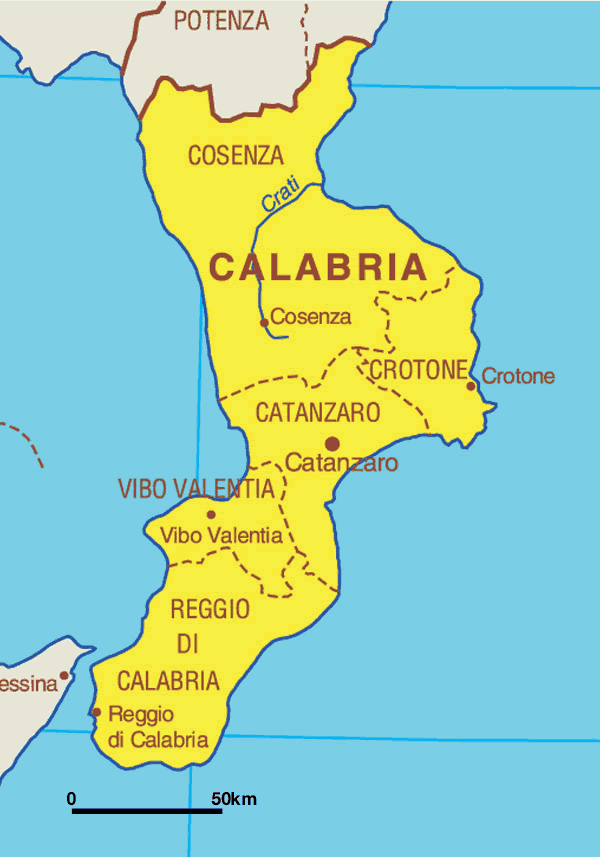 POTENZA
COSENZA
Crati
CALABRIA
Cosenza
CROTONE
Crotone
CATANZARO
Catanzaro
VIBO VALENTIA
Vibo Valentia
REGGIO
DI
CALABRIA
essina
Reggio
di Calabria
0 50km